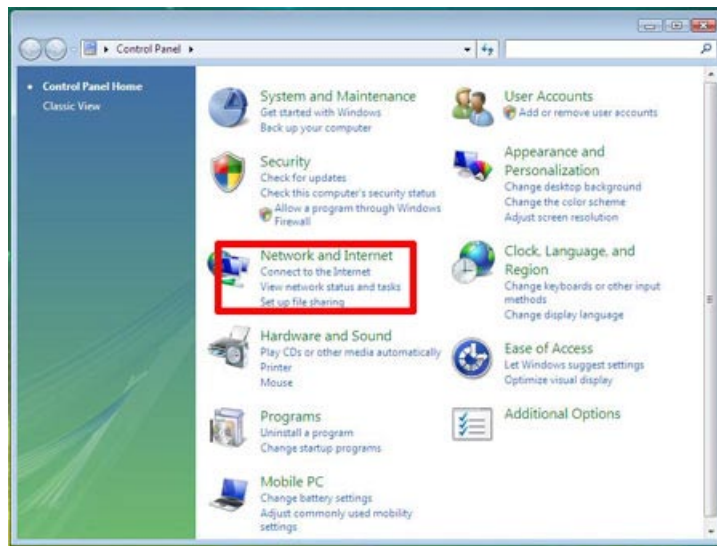 Control Panel
Control Panel Home
Classic View
System and Maintenance
Get started with Windows
Back up your computer
Security
Check for updates
Check this computer's security status
Allow a program through Windows
Firewall
Network and Internet
Connect to the Internet
View network status and tasks
Set up file sharing
Hardware and Sound
Play CDs or other media automatically
Printer
Mouse
Programs
Uninstall a program
Change startup programs
Mobile PC
Change battery settings
Adjust commonly used mobility
settings
User Accounts
Add or remove user accounts
Appearance and
Personalization
Change desktop background
Change the color scheme
Adjust screen resolution
Clock, Language, and
Region
Change keyboards or other input
methods
Change display language
Ease of Access
Let Windows suggest settings
Optimize visual display
Additional Options